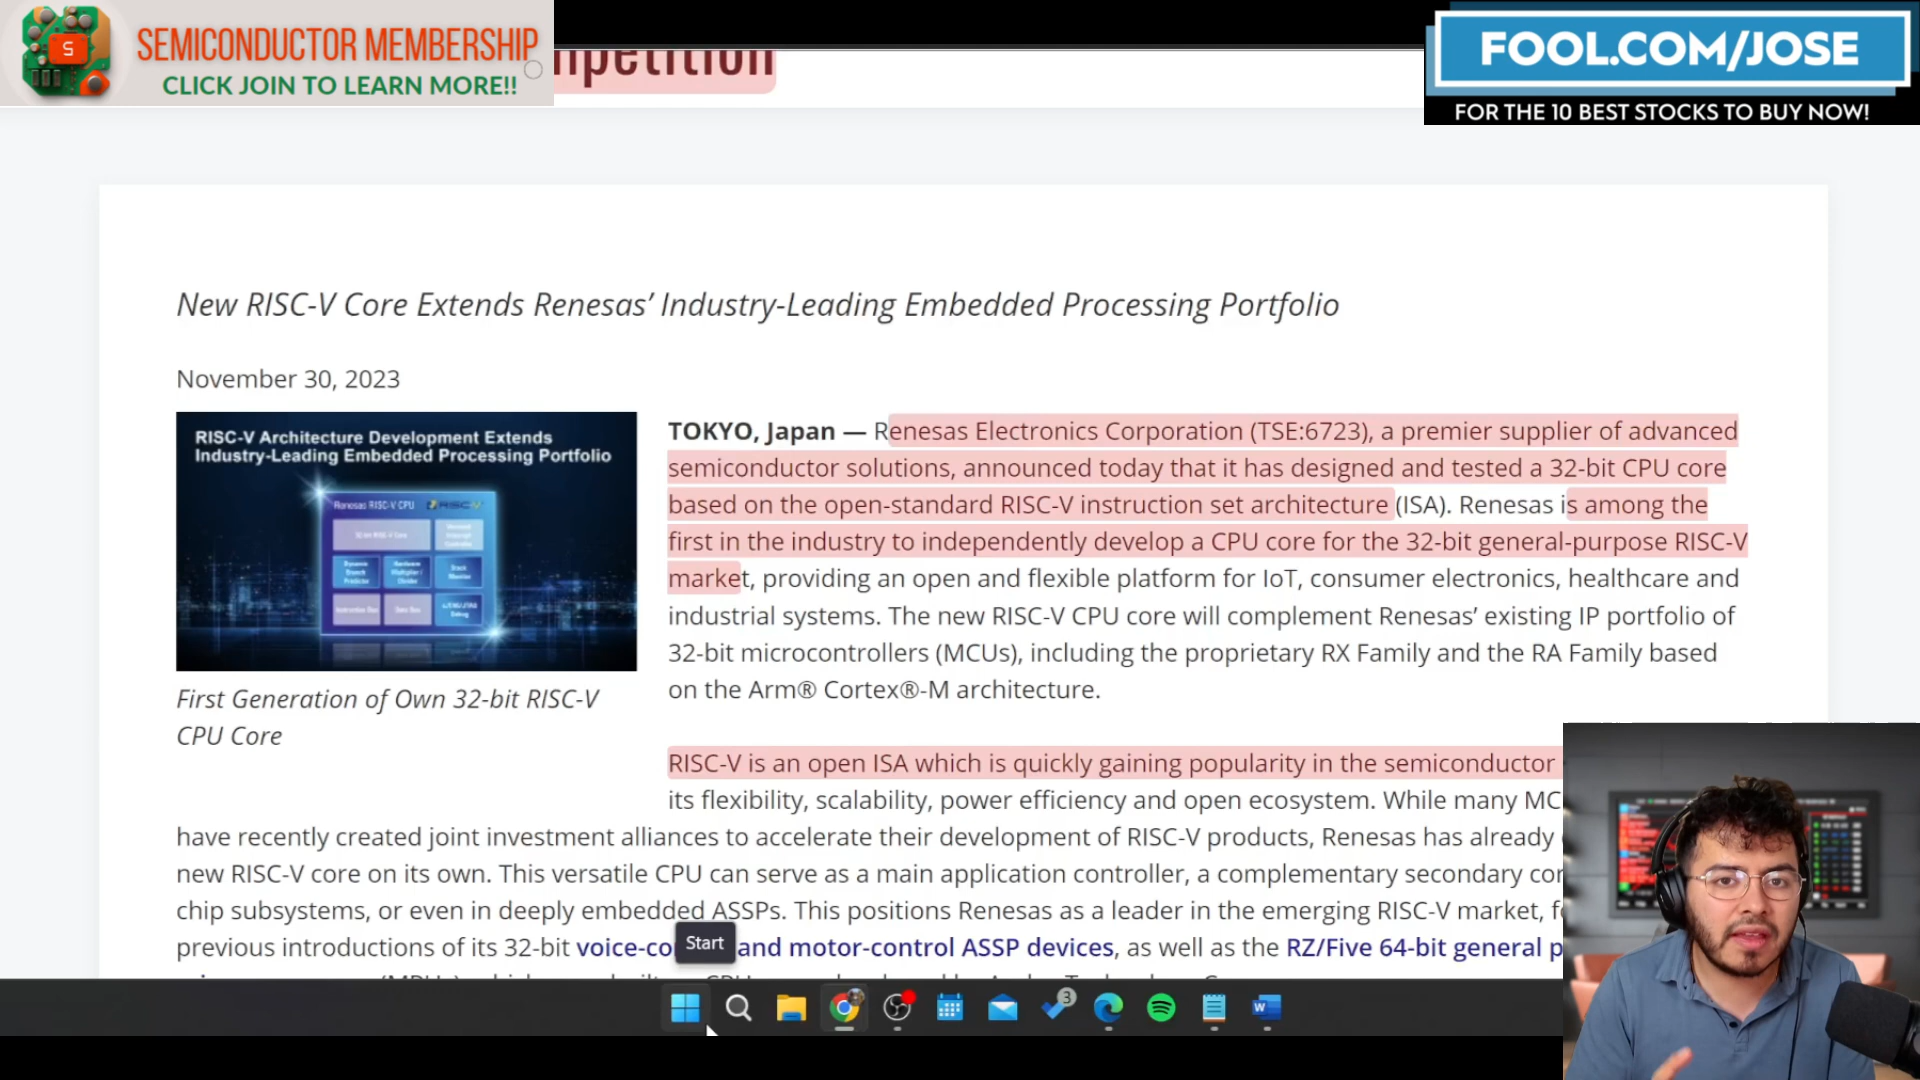 SEMICONDUCTOR MEMBERSHIP
CLICK JOIN TO LEARN MORE!!
S
FOOL.COM/JOSE
FOR THE 10 BEST STOCKS TO BUY NOW!
New RISC-V Core Extends Renesas’ Industry-Leading Embedded Processing Portfolio
November 30, 2023
RISC-V Architecture Development Extends
Industry-Leading Embedded Processing Portfolio
Renesas RISC-V CPU
RISC-V
First Generation of Own 32-bit RISC-V
CPU Core
TOKYO, Japan — Renesas Electronics Corporation (TSE:6723), a premier supplier of advanced
semiconductor solutions, announced today that it has designed and tested a 32-bit CPU core
based on the open-standard RISC-V instruction set architecture (ISA). Renesas is among the
first in the industry to independently develop a CPU core for the 32-bit general-purpose RISC-V
market, providing an open and flexible platform for IoT, consumer electronics, healthcare and
industrial systems. The new RISC-V CPU core will complement Renesas’ existing IP portfolio of
32-bit microcontrollers (MCUs), including the proprietary RX Family and the RA Family based
on the Arm® Cortex®-M architecture.
RISC-V is an open ISA which is quickly gaining popularity in the semiconductor
its flexibility, scalability, power efficiency and open ecosystem. While many MC
have recently created joint investment alliances to accelerate their development of RISC-V products, Renesas has already
new RISC-V core on its own. This versatile CPU can serve as a main application controller, a complementary secondary cor
chip subsystems, or even in deeply embedded ASSPs. This positions Renesas as a leader in the emerging RISC-V market, f
previous introductions of its 32-bit voice-co and motor-control ASSP devices, as well as the RZ/Five 64-bit general p
Start
3